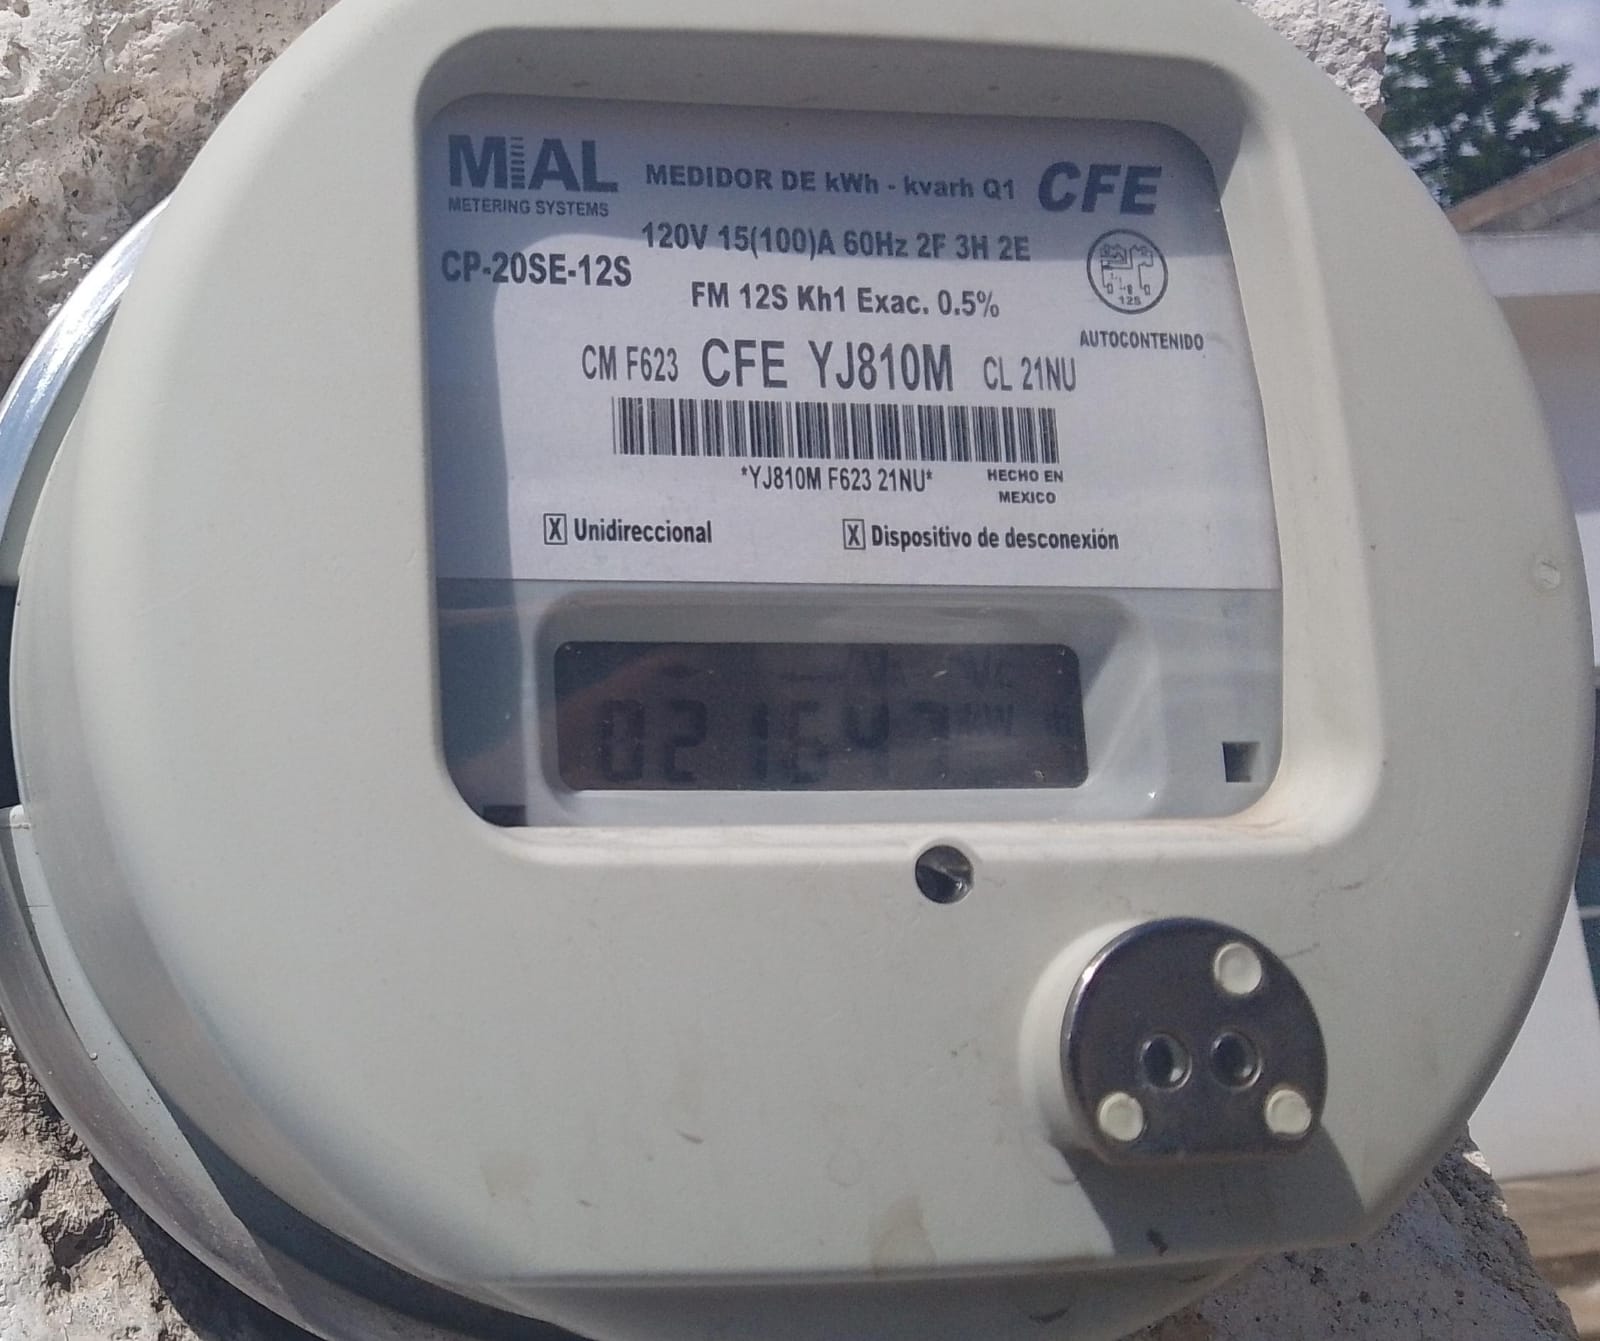 MIAL
METERING SYSTEMS
MEDIDOR DE kWh - kvarh Q1
CFE
120V 15(100)A 60Hz 2F 3H 2E
CP-20SE-12S
FM 12S Kh1 Exac. 0.5%
12S
AUTOCONTENIDO
CM F623 CFE YJ810M CL 21NU
*YJ810M F623 21NU*
HECHO EN
MEXICO
X Unidireccional
X Dispositivo de desconexión